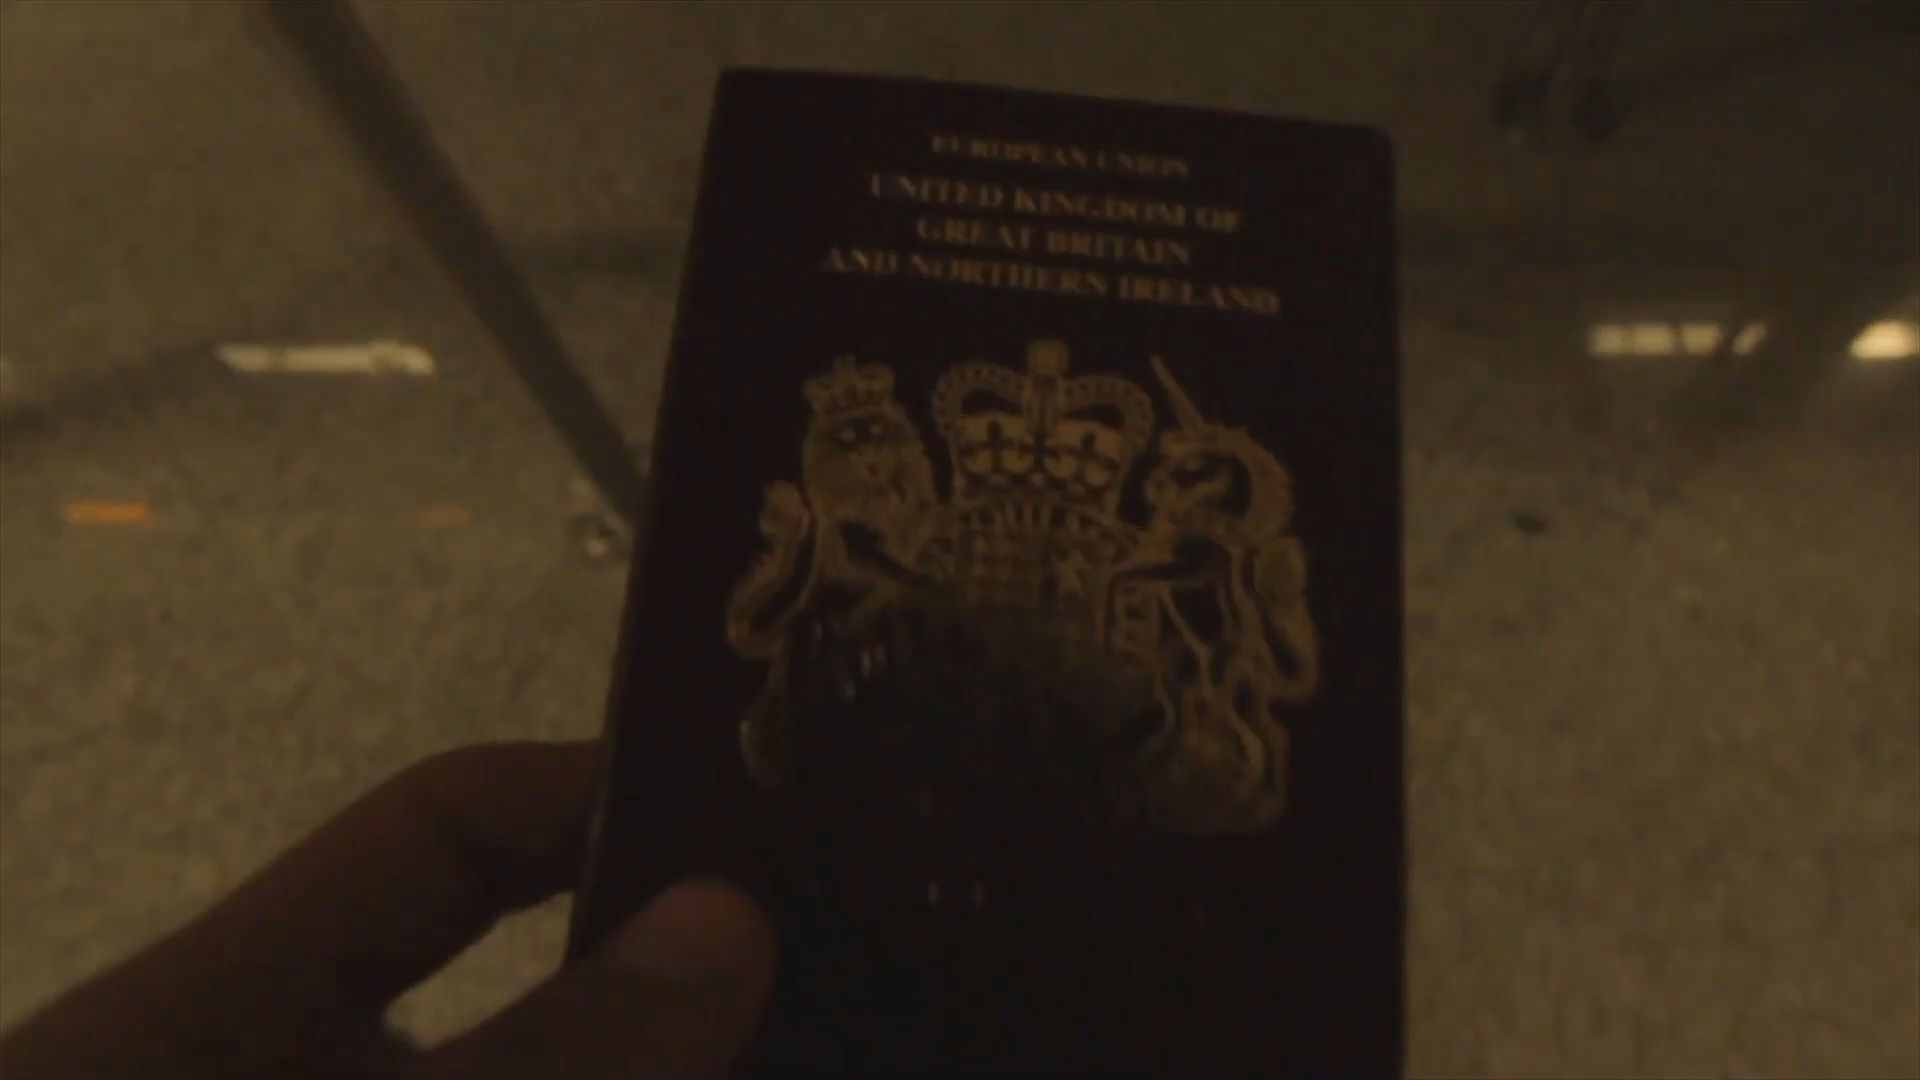 EUROPEAN UNION
UNITED KINGDOM OF
GREAT BRITAIN
AND NORTHERN IRELAND